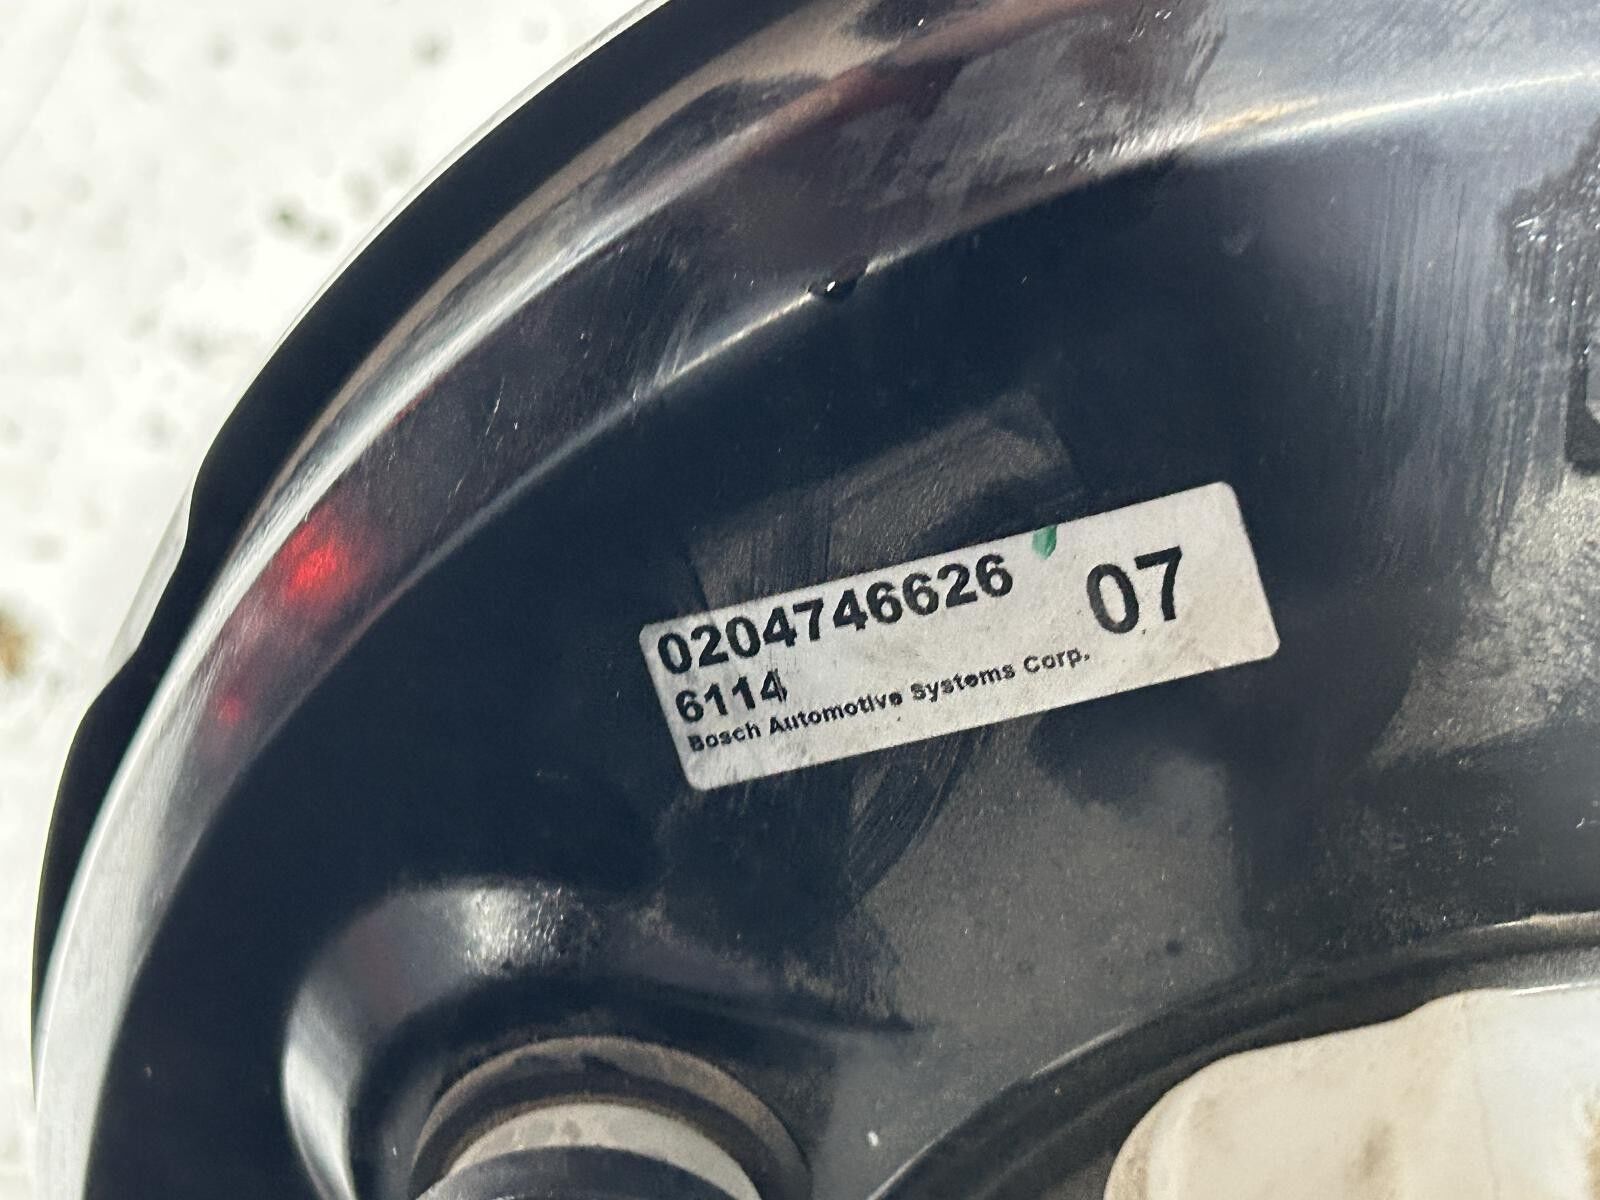 0204746626 07
6114
Bosch Automotive Systems Corp.